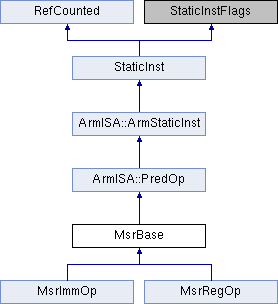 RefCounted
StaticInstFlags
StaticInst
ArmISA::ArmStaticInst
ArmISA::PredOp
MsrBase
MsrImmOp
MsrRegOp